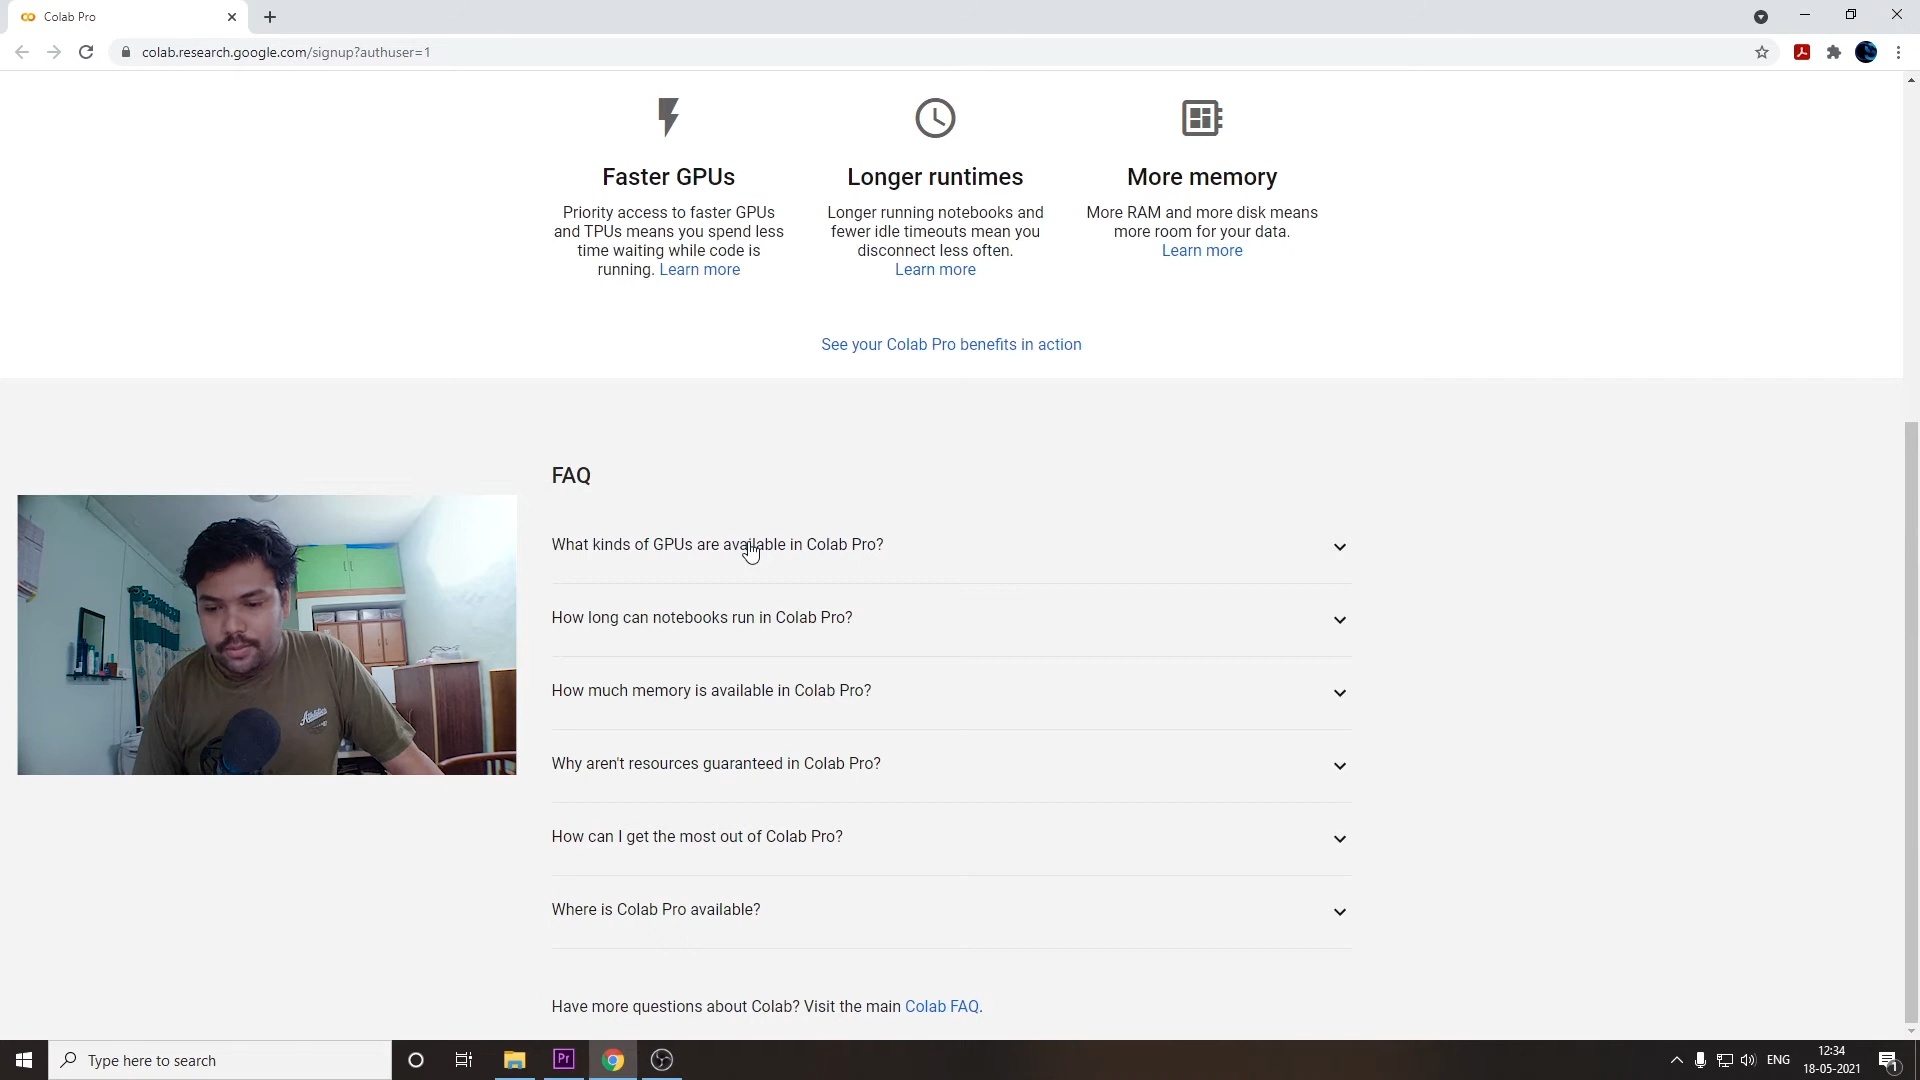 Colab Pro
colab.research.google.com/signup?authuser=1
Faster GPUs
Priority access to faster GPUs
and TPUs means you spend less
time waiting while code is
running. Learn more
Longer runtimes
Longer running notebooks and
fewer idle timeouts mean you
disconnect less often.
Learn more
More memory
More RAM and more disk means
more room for your data.
Learn more
See your Colab Pro benefits in action
FAQ
What kinds of GPUs are available in Colab Pro?
How long can notebooks run in Colab Pro?
How much memory is available in Colab Pro?
Why aren't resources guaranteed in Colab Pro?
How can I get the most out of Colab Pro?
Where is Colab Pro available?
Have more questions about Colab? Visit the main Colab FAQ.
Athletics
Type here to search
Pr
ENG
12:34
18-05-2021
1